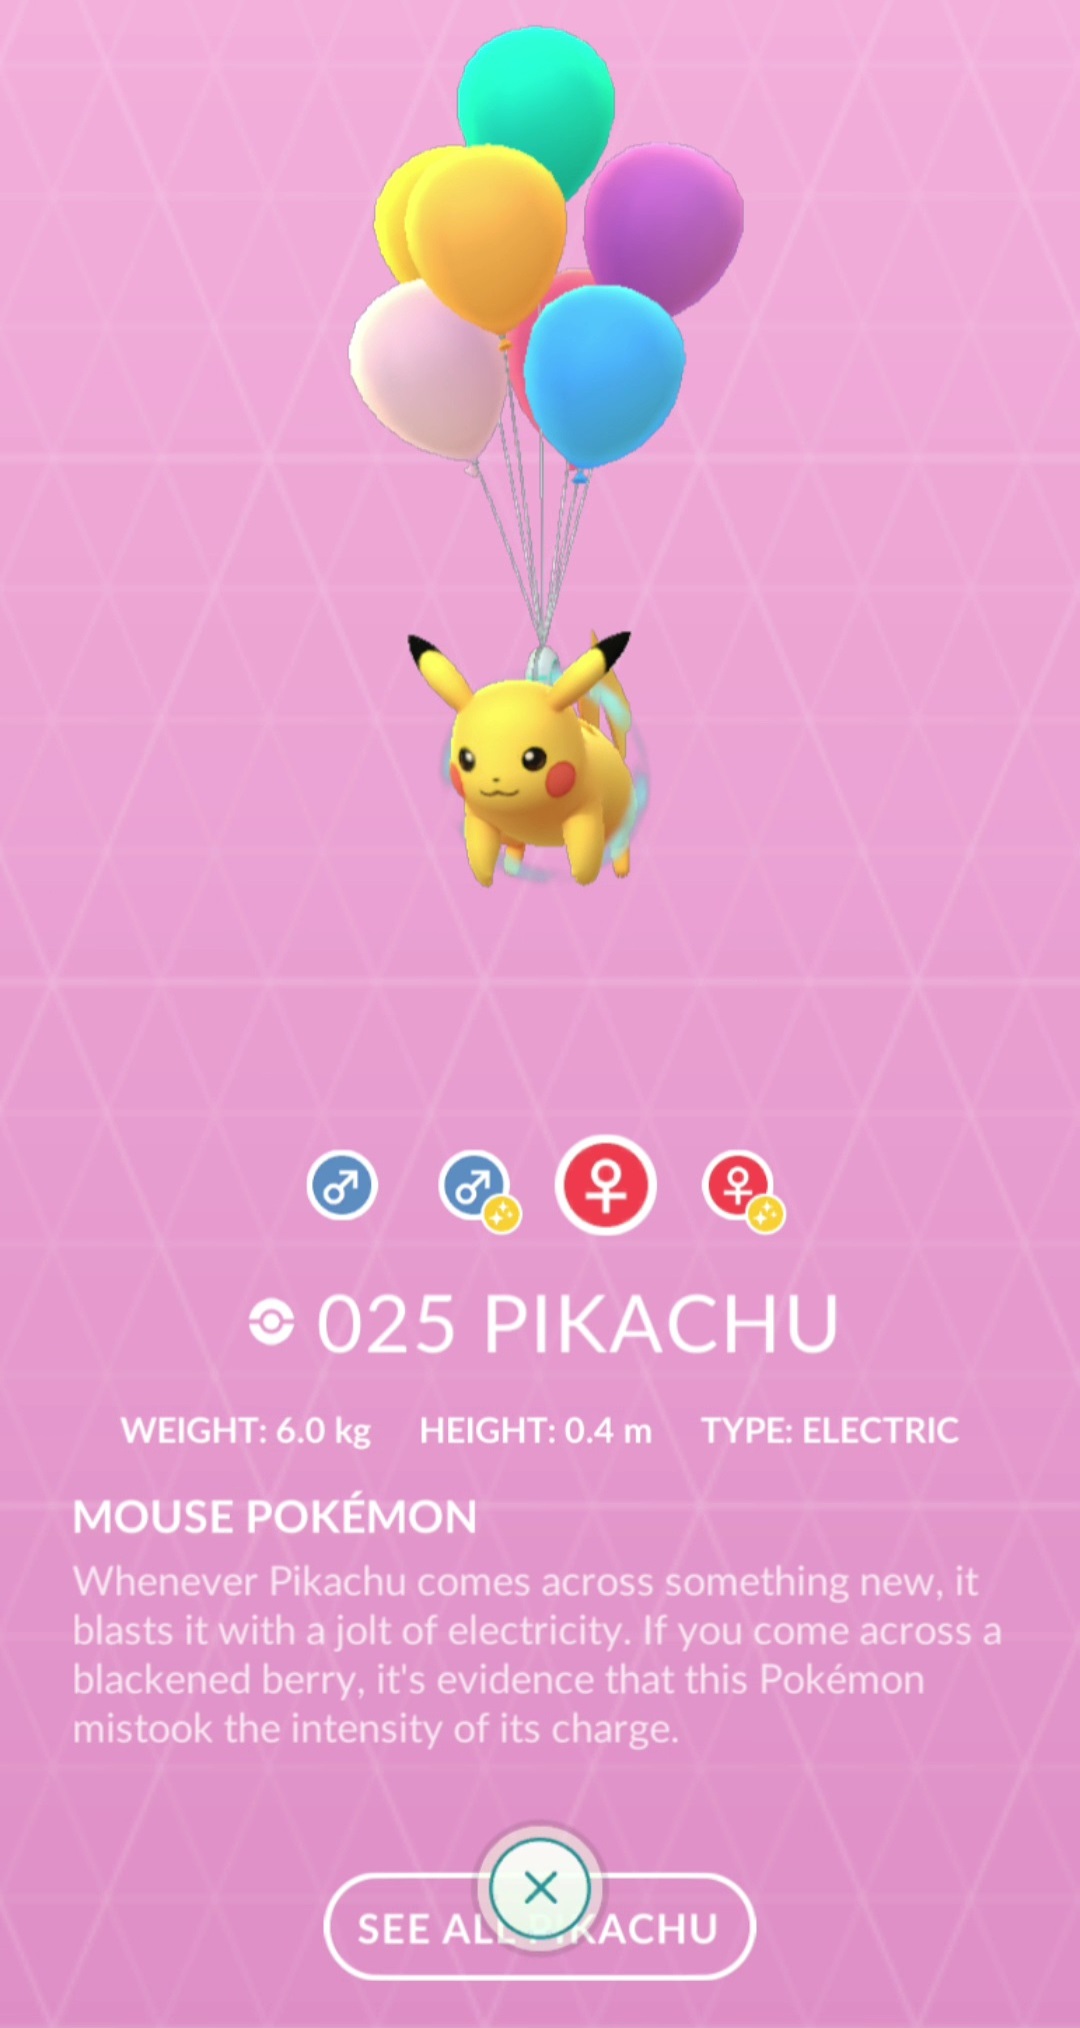 025 PIKACHU
WEIGHT: 6.0 kg HEIGHT: 0.4 m TYPE: ELECTRIC
MOUSE POKÉMON
Whenever Pikachu comes across something new, it
blasts it with a jolt of electricity. If you come across a
blackened berry, it's evidence that this Pokémon
mistook the intensity of its charge.
SEE ALL PIKACHU